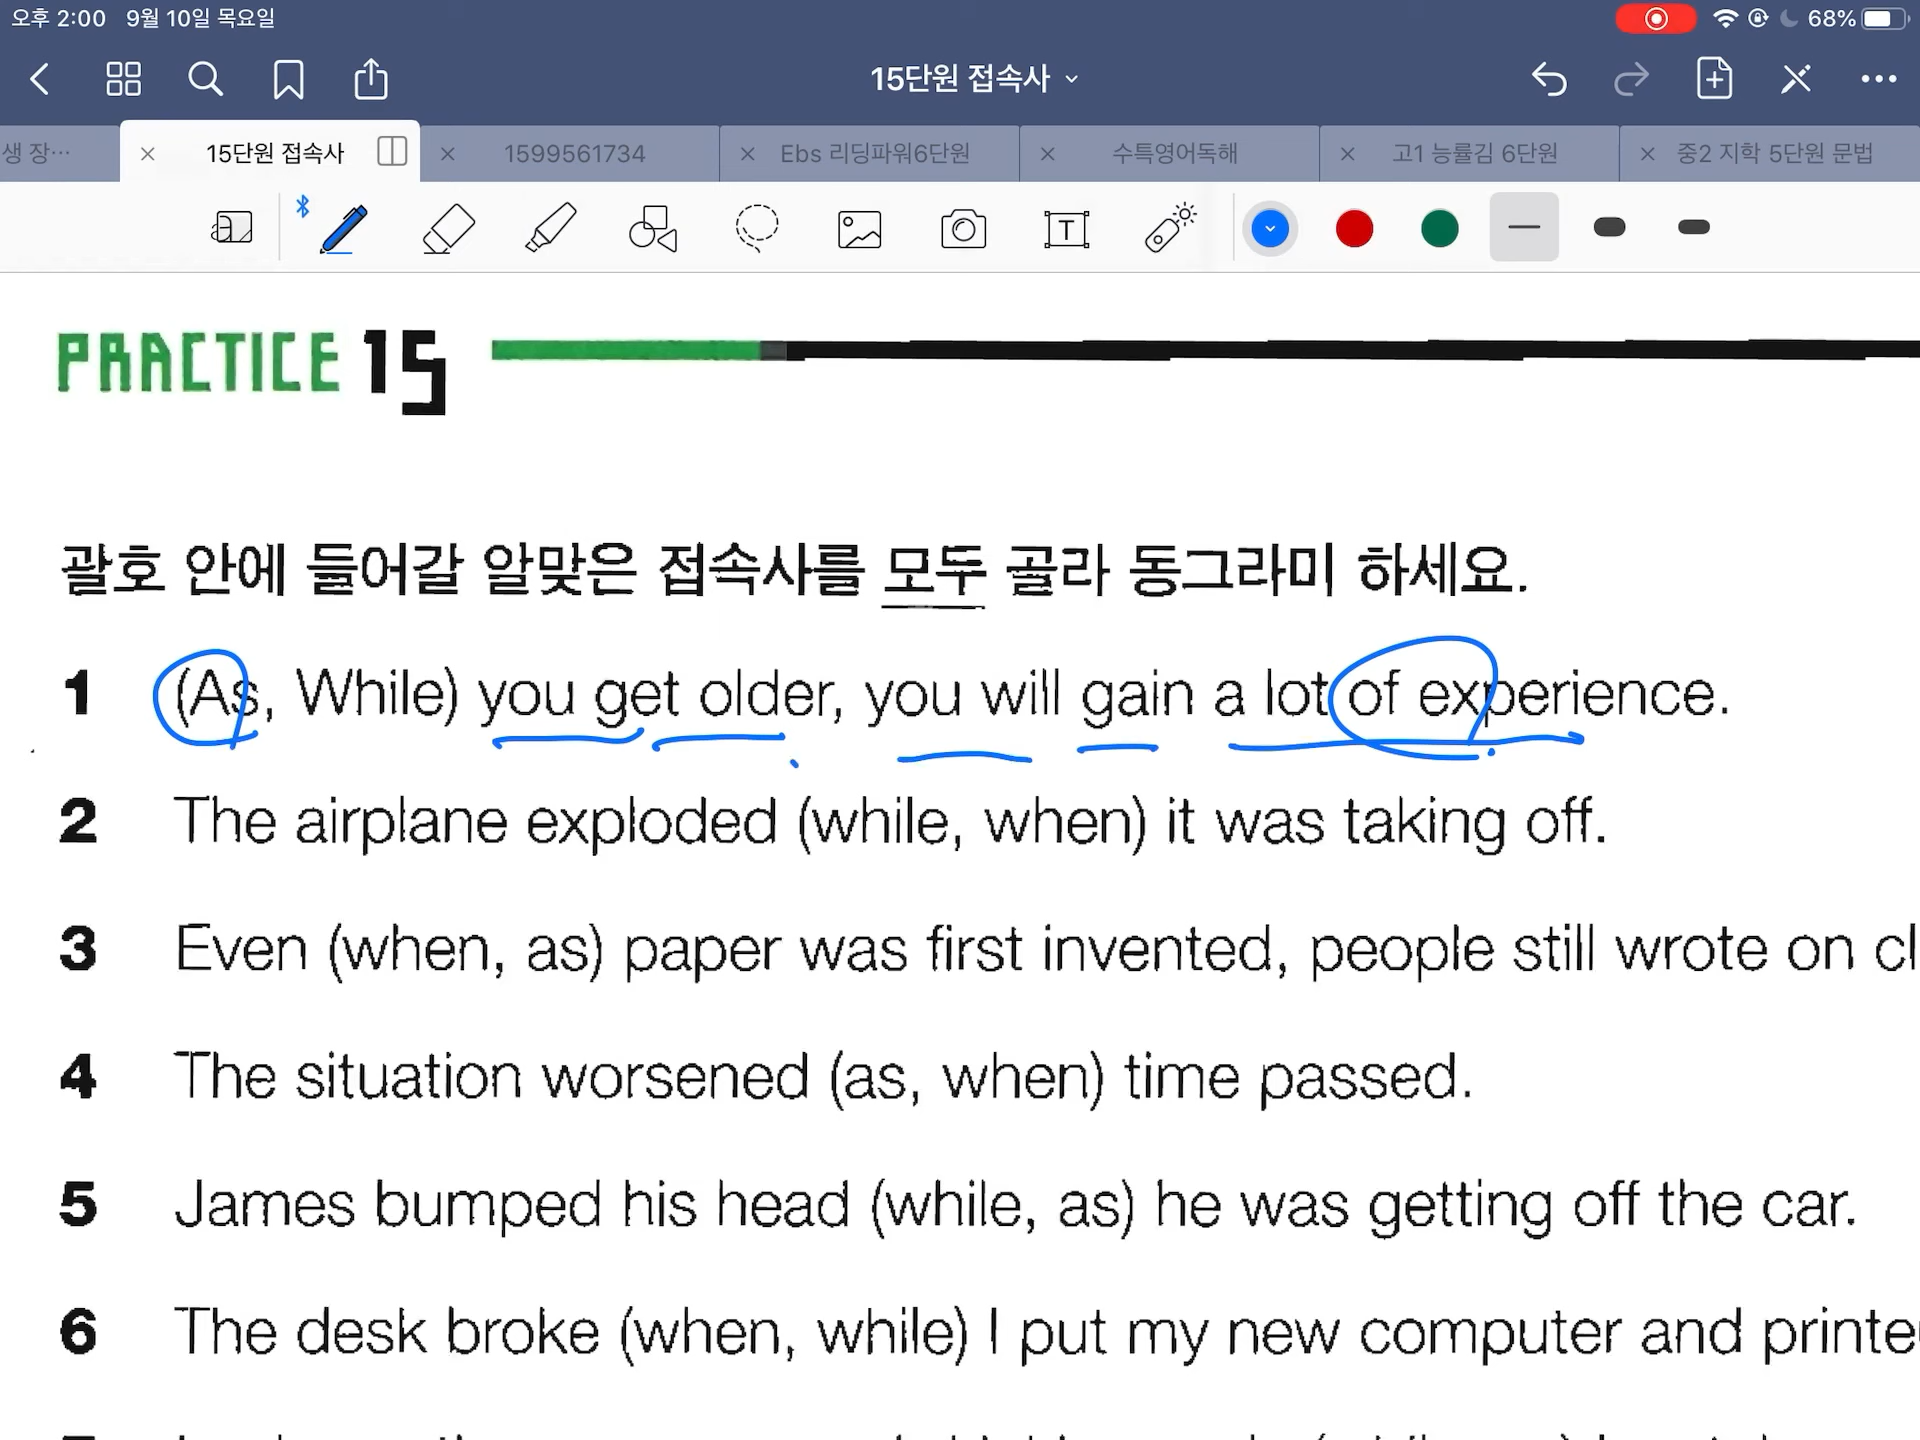 오후 2:00 9월 10일 목요일 68%
15단원 접속사
생 장… 15단원 접속사 1599561734 Ebs 리딩파워6단원 수특영어독해 고1 능률김 6단원 중2 지학 5단원 문법
PRACTICE 15
괄호 안에 들어갈 알맞은 접속사를 모두 골라 동그라미 하세요.
1 (As, While) you get older, you will gain a lot of experience.
2 The airplane exploded (while, when) it was taking off.
3 Even (when, as) paper was first invented, people still wrote on cl
4 The situation worsened (as, when) time passed.
5 James bumped his head (while, as) he was getting off the car.
6 The desk broke (when, while) I put my new computer and printe